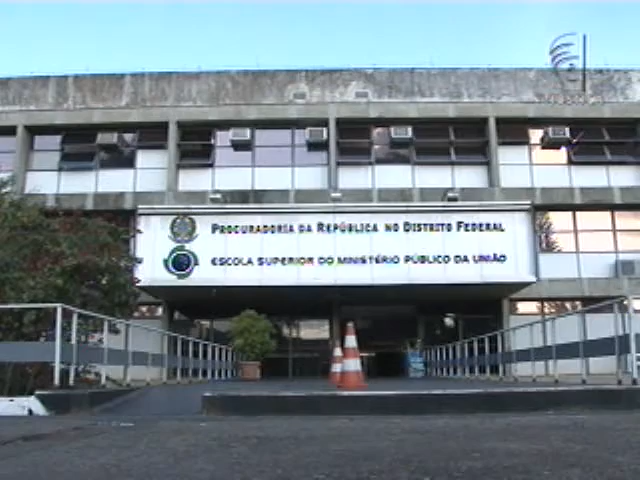 PROCURADORIA DA REPÚBLICA NO DISTRITO FEDERAL
ESCOLA SUPERIOR DO MINISTÉRIO PÚBLICO DA UNIÃO